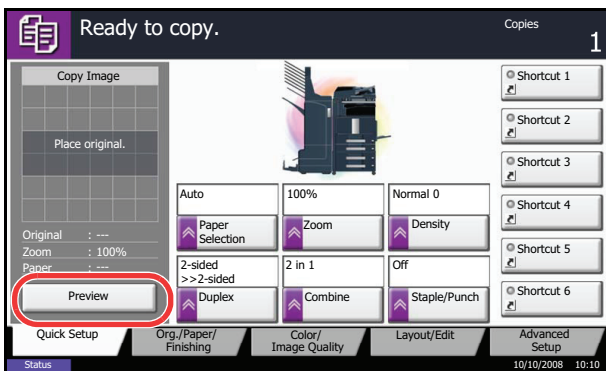 Ready to copy.
Copies
1
Copy Image
Place original.
Original : ---
Zoom : 100%
Paper : ---
Preview
Auto
Paper
Selection
100%
Zoom
Normal 0
Density
2-sided
>>2-sided
Duplex
2 in 1
Combine
Off
Staple/Punch
Shortcut 1
Shortcut 2
Shortcut 3
Shortcut 4
Shortcut 5
Shortcut 6
Quick Setup
Org./Paper/
Finishing
Color/
Image Quality
Layout/Edit
Advanced
Setup
Status
10/10/2008 10:10